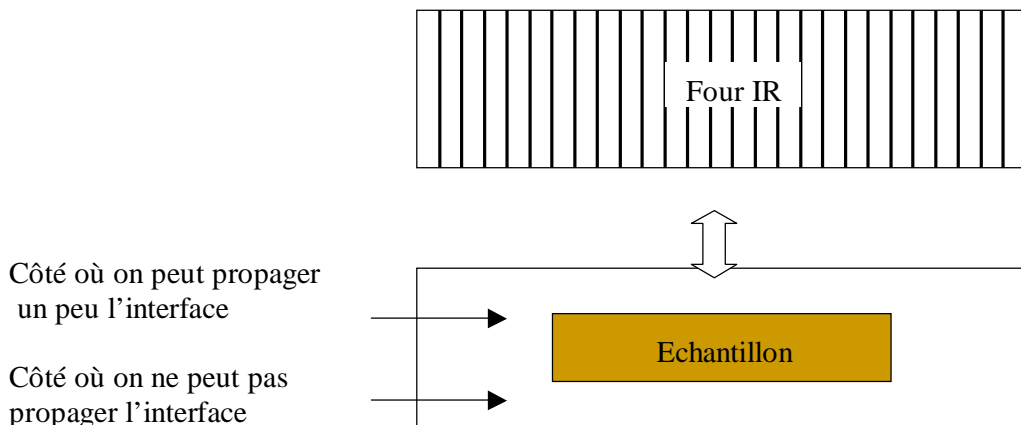 Four IR
Côté où on peut propager
un peu l’interface
Echantillon
Côté où on ne peut pas
propager l’interface